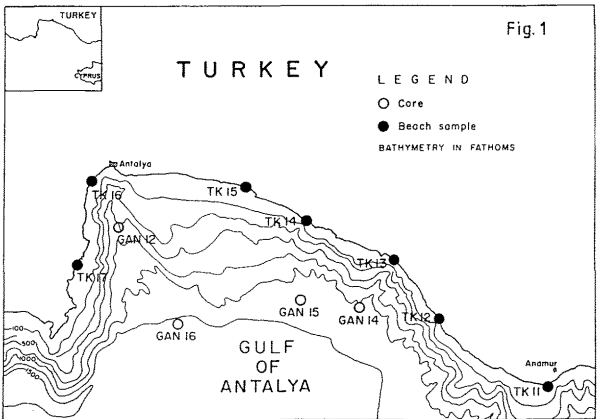 TURKEY
CYPRUS
Fig. 1
TURKEY
LEGEND
Core
Beach sample
BATHYMETRY IN FATHOMS
Antalya
TK 16
TK 15
TK 14
GAN 12
TK 13
TK 17
GAN 15
GAN 14
TK 12
GAN 16
100
500
1000
1500
GULF
OF
ANTALYA
Anamur
TK 11